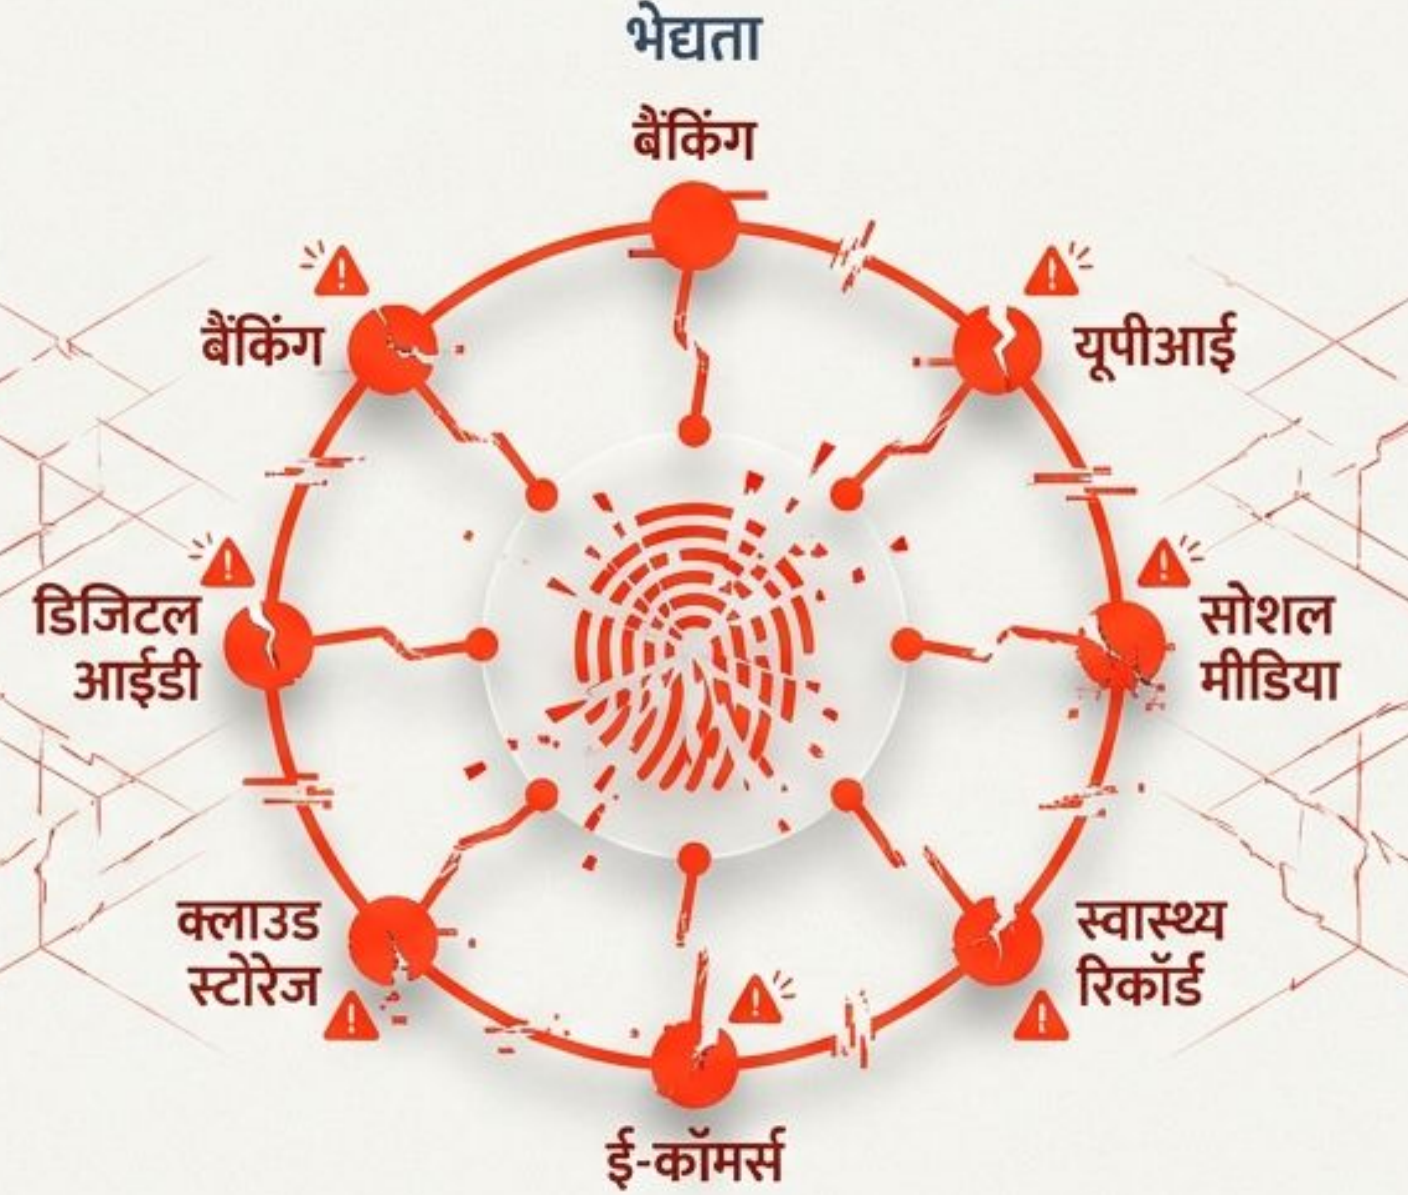 भेद्यता
बैंकिंग
बैंकिंग
यूपीआई
डिजिटल
आईडी
सोशल
मीडिया
क्लाउड
स्टोरेज
स्वास्थ्य
रिकॉर्ड
ई-कॉमर्स